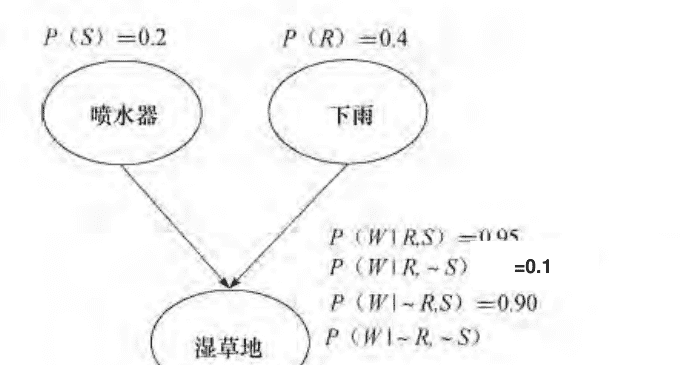 P (S) =0.2
P (R) =0.4
喷水器
下雨
P (W|R,S) =0.95
P (W|R, ~S) =0.1
P (W|~R,S) =0.90
P (W|~R, ~S)
湿草地